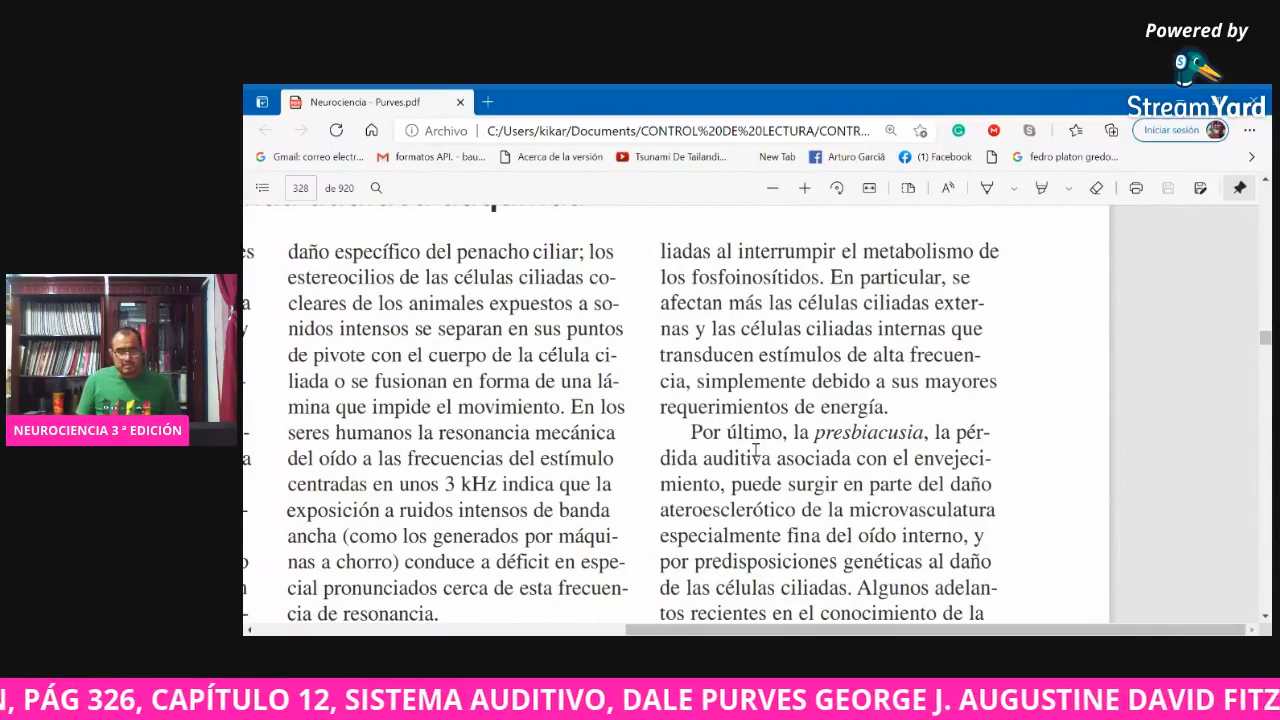 Powered by
StreamYard
Neurociencia - Purves.pdf
Archivo
C:/Users/kikar/Documents/CONTROL%20DE%20LECTURA/CONTR...
Iniciar sesión
Gmail: correo electr...
formatos API. - bau...
Acerca de la versión
Tsunami De Tailandi...
New Tab
Arturo Garciá
(1) Facebook
fedro platon gredo...
328
de 920
daño específico del penacho ciliar; los
estereocilios de las células ciliadas co-
cleares de los animales expuestos a so-
nidos intensos se separan en sus puntos
de pivote con el cuerpo de la célula ci-
liada o se fusionan en forma de una lá-
mina que impide el movimiento. En los
seres humanos la resonancia mecánica
del oído a las frecuencias del estímulo
centradas en unos 3 kHz indica que la
exposición a ruidos intensos de banda
ancha (como los generados por máqui-
nas a chorro) conduce a déficit en espe-
cial pronunciados cerca de esta frecuen-
cia de resonancia.
liadas al interrumpir el metabolismo de
los fosfoinosítidos. En particular, se
afectan más las células ciliadas exter-
nas y las células ciliadas internas que
transducen estímulos de alta frecuen-
cia, simplemente debido a sus mayores
requerimientos de energía.
Por último, la presbiacusia, la pér-
dida auditiva asociada con el envejeci-
miento, puede surgir en parte del daño
ateroesclerótico de la microvasculatura
especialmente fina del oído interno, y
por predisposiciones genéticas al daño
de las células ciliadas. Algunos adelan-
tos recientes en el conocimiento de la
NEUROCIENCIA 3 ª EDICIÓN
N, PÁG 326, CAPÍTULO 12, SISTEMA AUDITIVO, DALE PURVES GEORGE J. AUGUSTINE DAVID FITZ